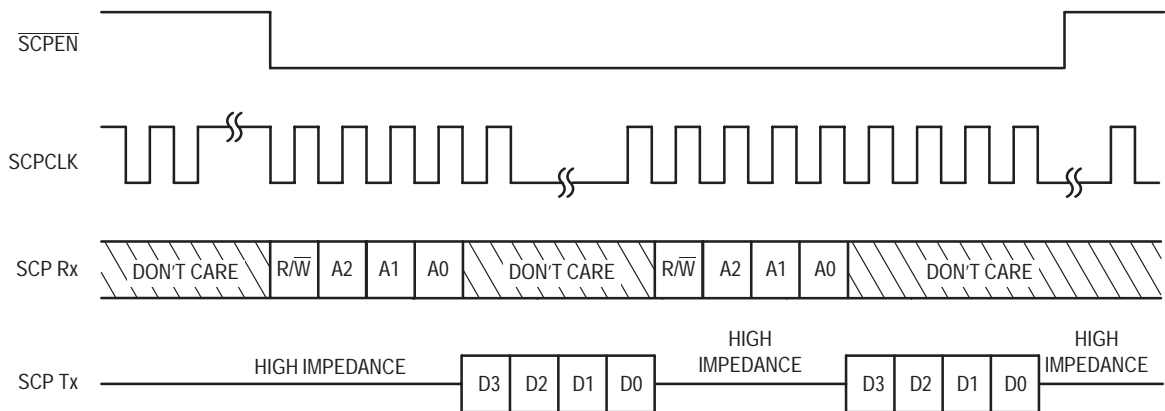 SCPEN
SCPCLK
SCP Rx
DON'T CARE
R/W
A2
A1
A0
DON'T CARE
R/W
A2
A1
A0
DON'T CARE
SCP Tx
HIGH IMPEDANCE
D3
D2
D1
D0
HIGH
IMPEDANCE
D3
D2
D1
D0
HIGH
IMPEDANCE